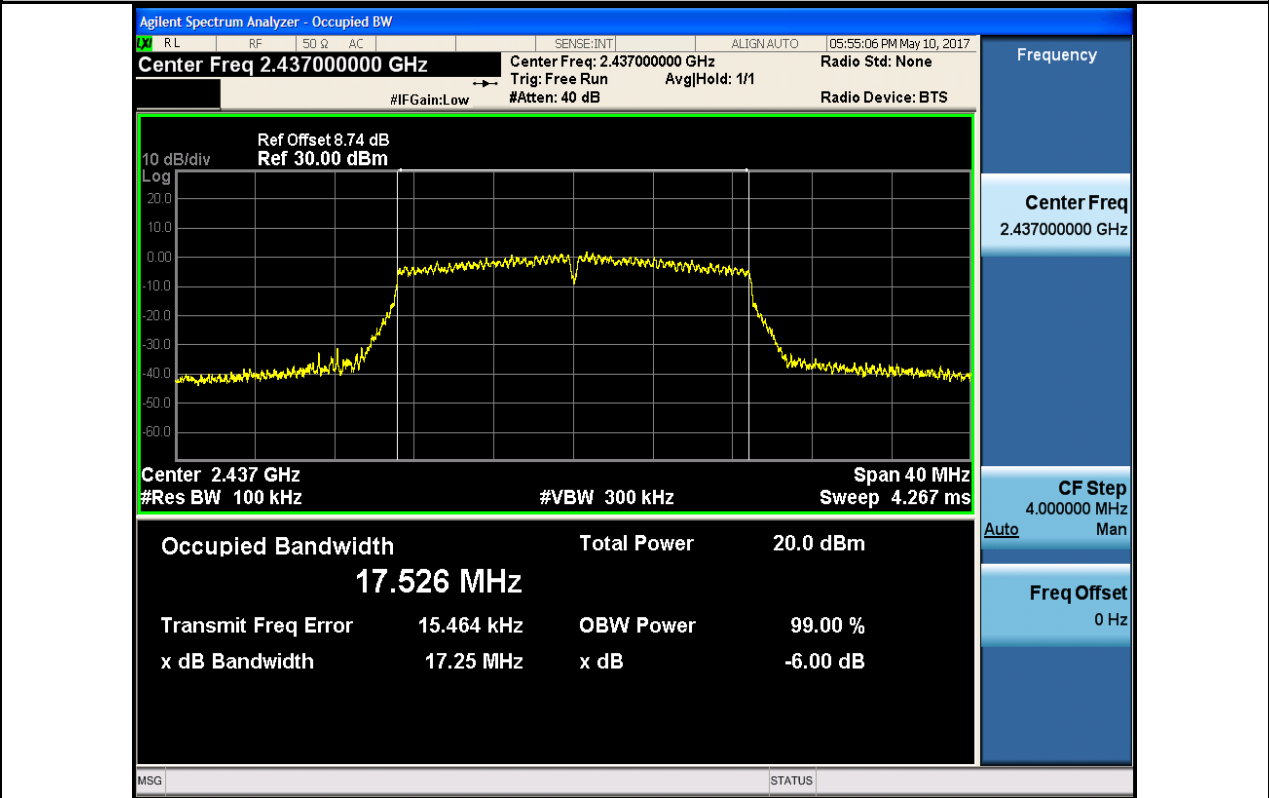 Agilent Spectrum Analyzer - Occupied BW
LXI RL RF 50 Ω AC SENSE:INT ALIGN AUTO 05:55:06 PM May 10, 2017
Center Freq 2.437000000 GHz
Center Freq: 2.437000000 GHz
Radio Std: None
Trig: Free Run Avg|Hold: 1/1
#IFGain:Low
#Atten: 40 dB
Radio Device: BTS
Ref Offset 8.74 dB
10 dB/div Ref 30.00 dBm
Log
20.0
10.0
0.00
-10.0
-20.0
-30.0
-40.0
-50.0
-60.0
Center 2.437 GHz Span 40 MHz
#Res BW 100 kHz #VBW 300 kHz Sweep 4.267 ms
Occupied Bandwidth Total Power 20.0 dBm
17.526 MHz
Transmit Freq Error 15.464 kHz OBW Power 99.00 %
x dB Bandwidth 17.25 MHz x dB -6.00 dB
MSG STATUS
Frequency
Center Freq
2.437000000 GHz
CF Step
4.000000 MHz
Auto Man
Freq Offset
0 Hz